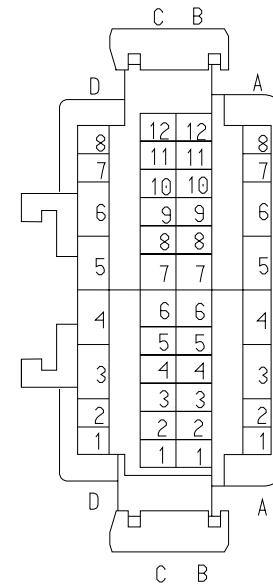 C B
D A
8 12 12 8
7 11 11 7
6 10 10 6
9 9
5 8 8 5
7 7
4 6 6 4
5 5
3 4 4 3
3 3
2 2 2 2
1 1 1 1
D A
C B